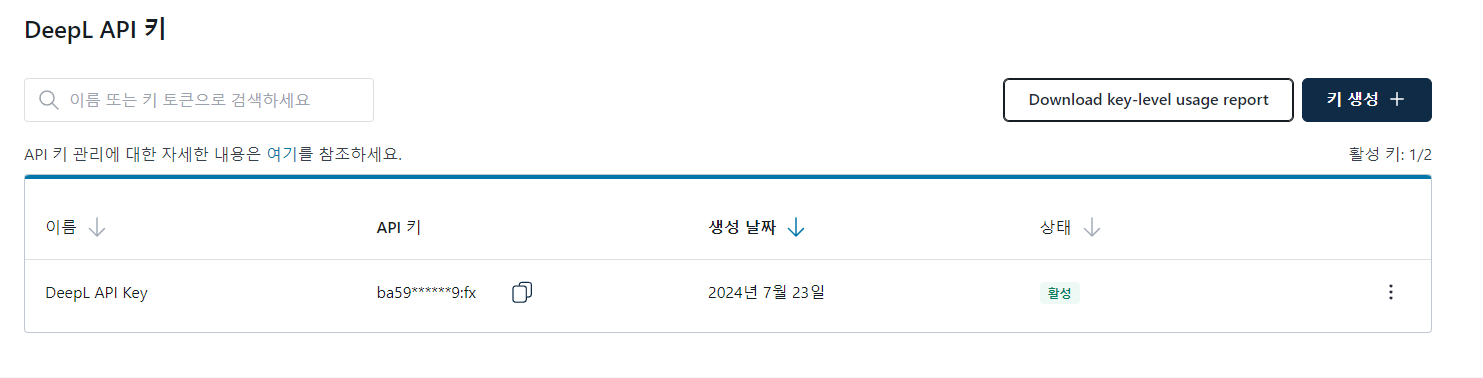 DeepL API 키
이름 또는 키 토큰으로 검색하세요
Download key-level usage report
키 생성
API 키 관리에 대한 자세한 내용은 여기를 참조하세요.
활성 키: 1/2
이름 API 키 생성 날짜 상태
DeepL API Key ba59******9:fx 2024년 7월 23일 활성